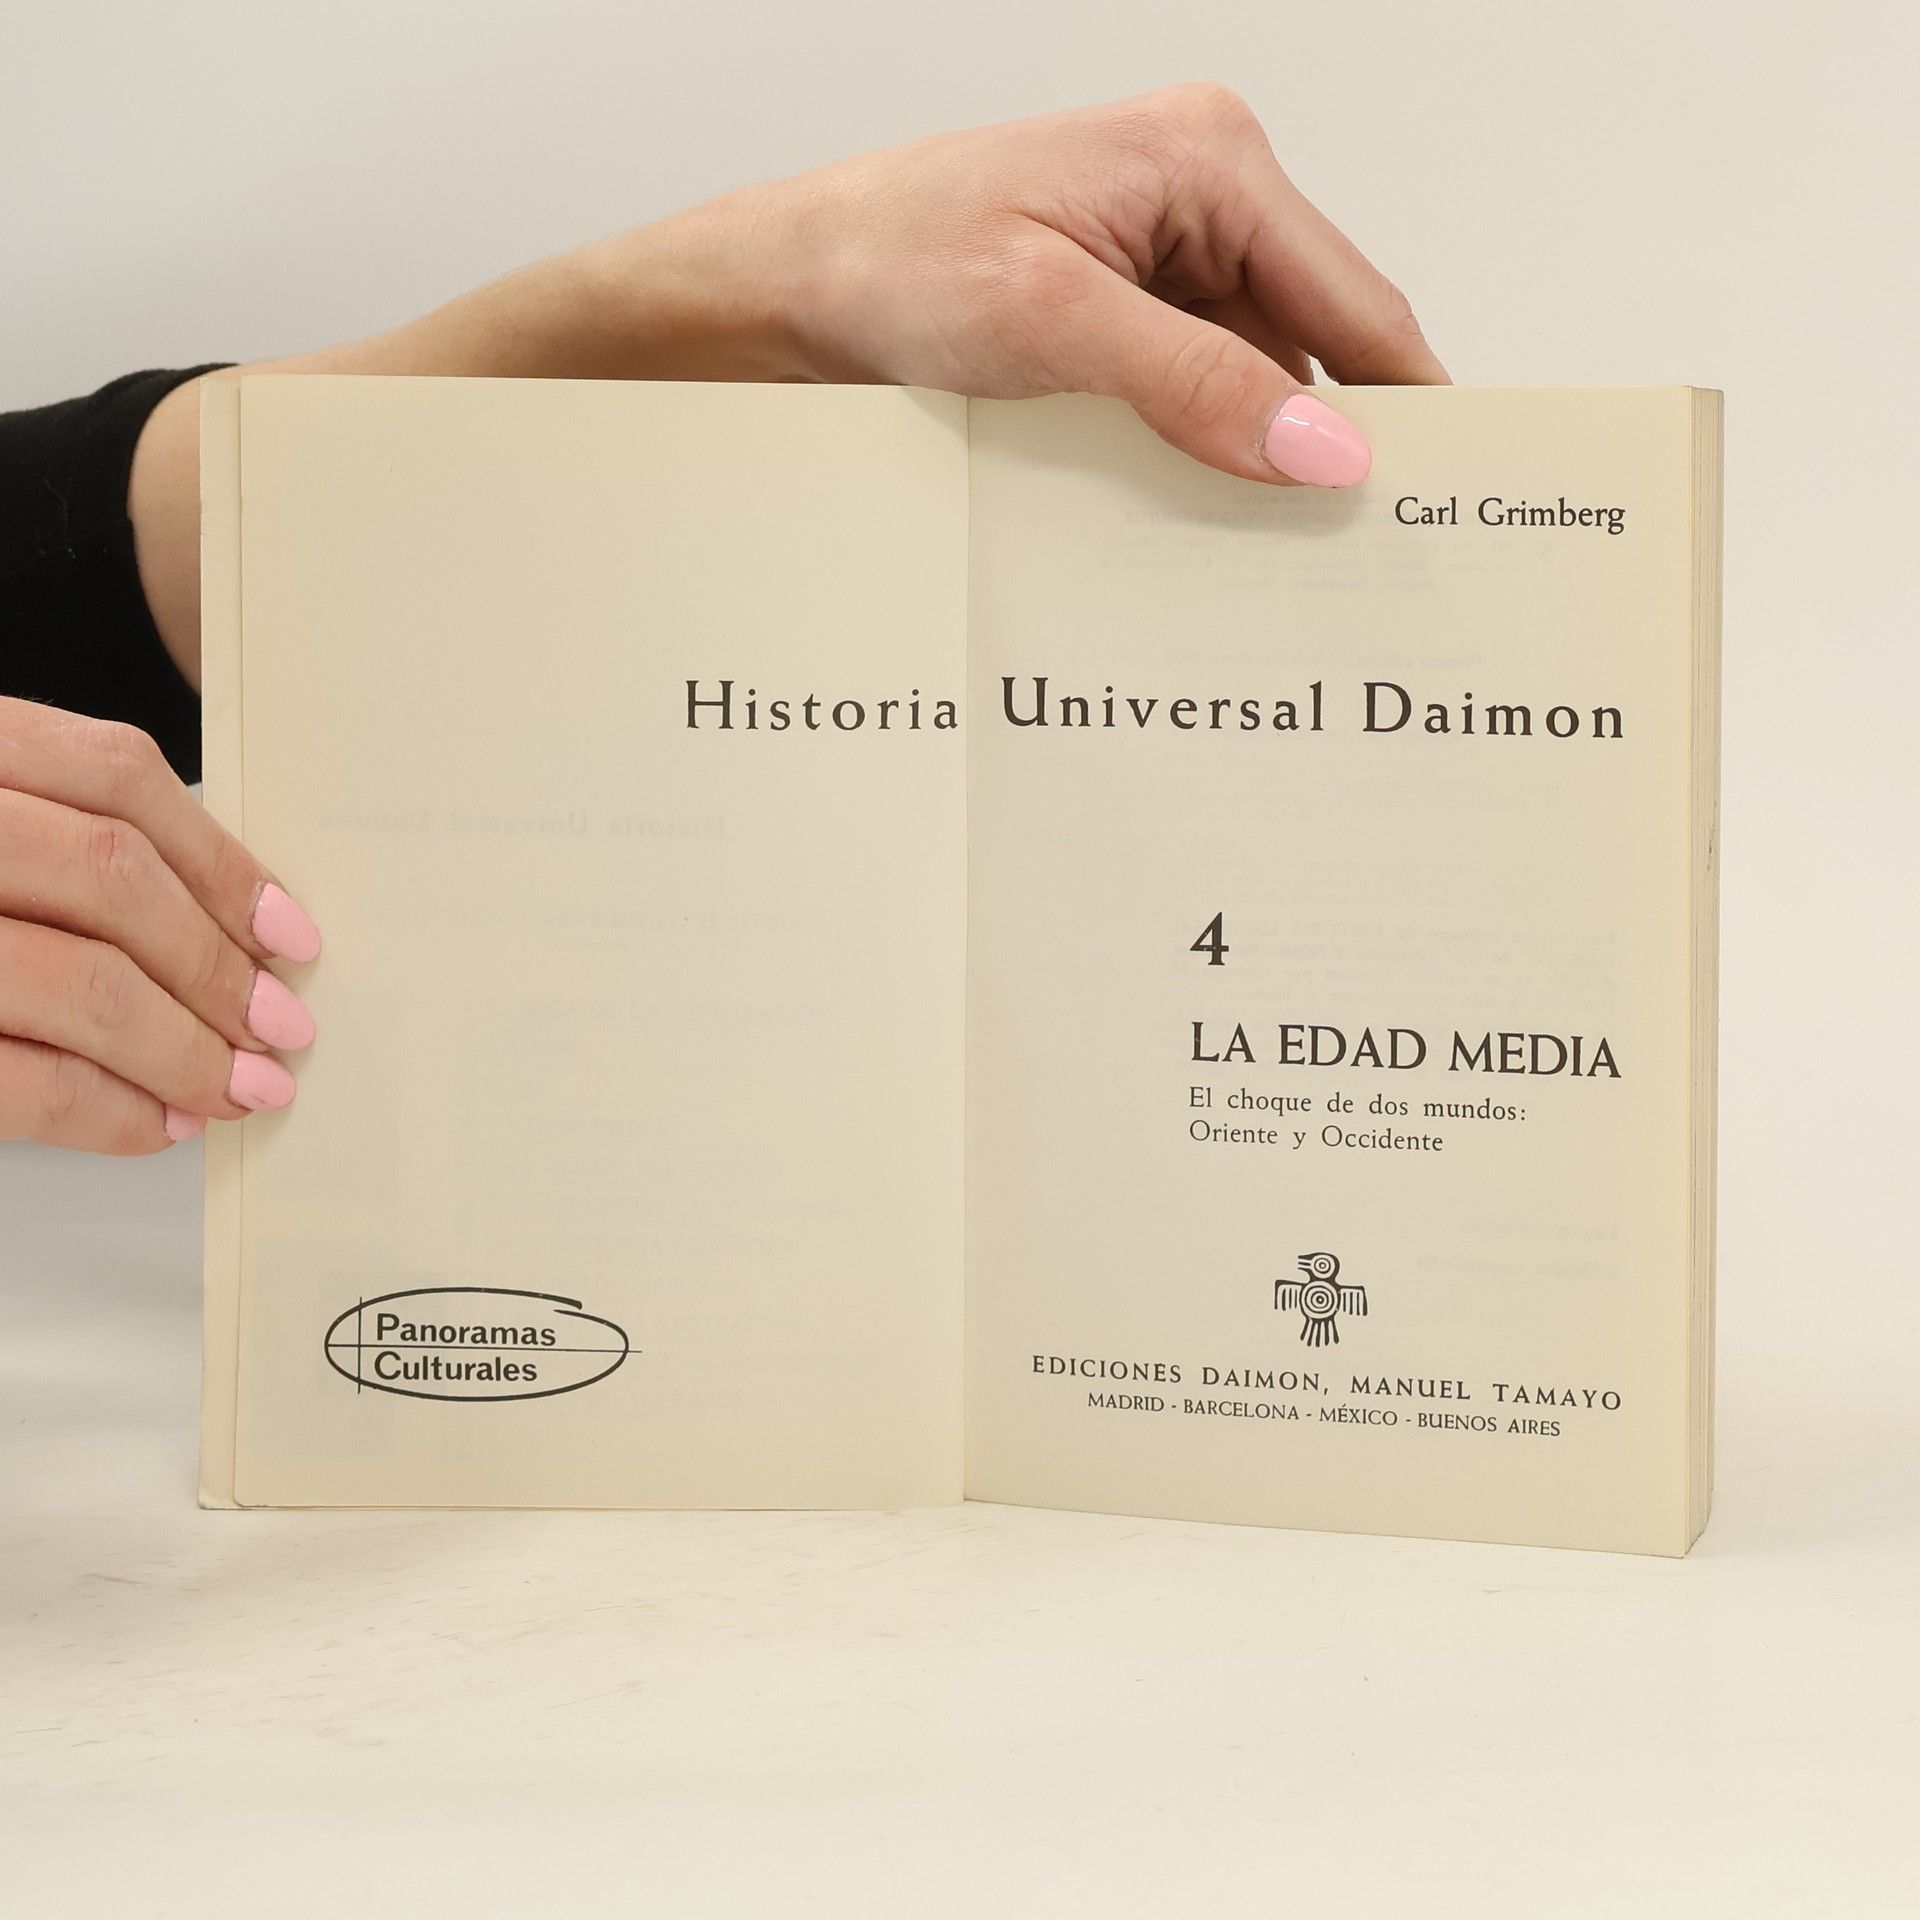 Carl Grimberg
Historia Universal Daimon
4
LA EDAD MEDIA
El choque de dos mundos:
Oriente y Occidente
Panoramas
Culturales
EDICIONES DAIMON, MANUEL TAMAYO
MADRID - BARCELONA - MÉXICO - BUENOS AIRES